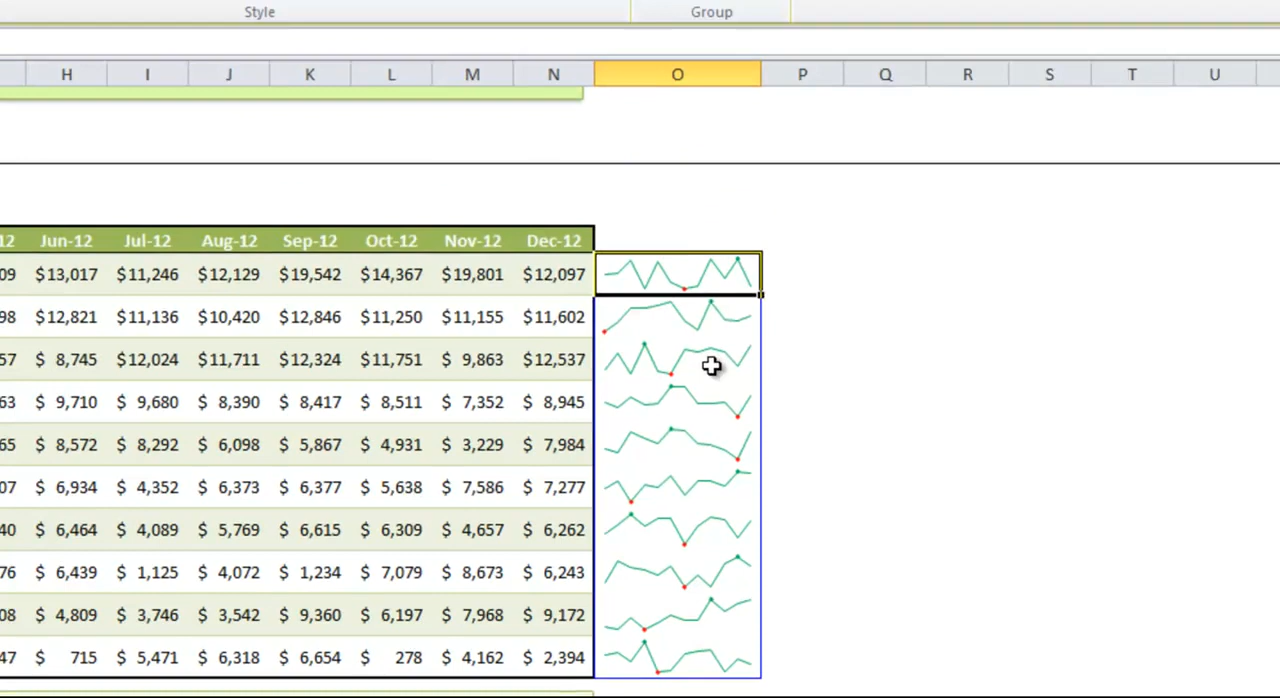 Style Group
H I J K L M N O P Q R S T U
12 Jun-12 Jul-12 Aug-12 Sep-12 Oct-12 Nov-12 Dec-12
09 $13,017 $11,246 $12,129 $19,542 $14,367 $19,801 $12,097
98 $12,821 $11,136 $10,420 $12,846 $11,250 $11,155 $11,602
57 $ 8,745 $12,024 $11,711 $12,324 $11,751 $ 9,863 $12,537
63 $ 9,710 $ 9,680 $ 8,390 $ 8,417 $ 8,511 $ 7,352 $ 8,945
65 $ 8,572 $ 8,292 $ 6,098 $ 5,867 $ 4,931 $ 3,229 $ 7,984
07 $ 6,934 $ 4,352 $ 6,373 $ 6,377 $ 5,638 $ 7,586 $ 7,277
40 $ 6,464 $ 4,089 $ 5,769 $ 6,615 $ 6,309 $ 4,657 $ 6,262
76 $ 6,439 $ 1,125 $ 4,072 $ 1,234 $ 7,079 $ 8,673 $ 6,243
08 $ 4,809 $ 3,746 $ 3,542 $ 9,360 $ 6,197 $ 7,968 $ 9,172
47 $ 715 $ 5,471 $ 6,318 $ 6,654 $ 278 $ 4,162 $ 2,394